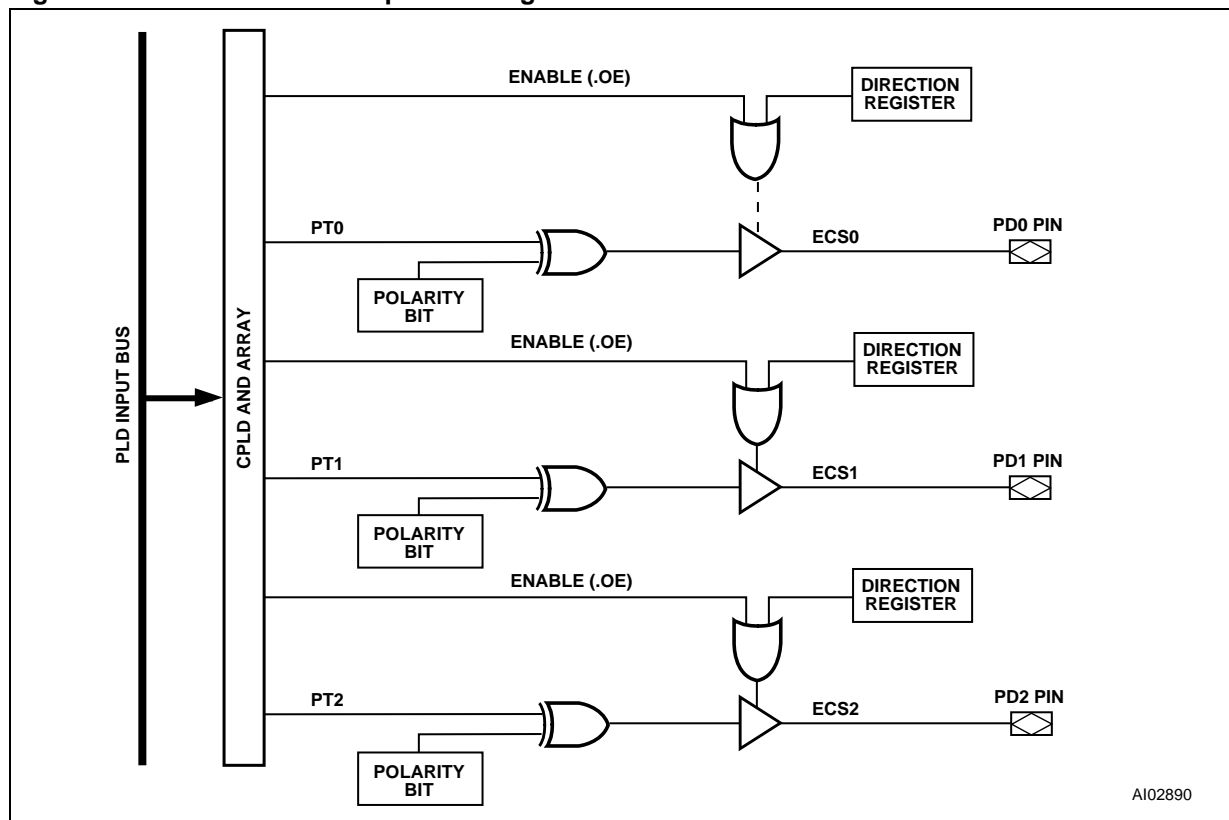 ENABLE (.OE)
DIRECTION
REGISTER
PT0
ECS0
PD0 PIN
POLARITY
BIT
ENABLE (.OE)
DIRECTION
REGISTER
PLD INPUT BUS
CPLD AND ARRAY
PT1
ECS1
PD1 PIN
POLARITY
BIT
ENABLE (.OE)
DIRECTION
REGISTER
PT2
ECS2
PD2 PIN
POLARITY
BIT
AI02890